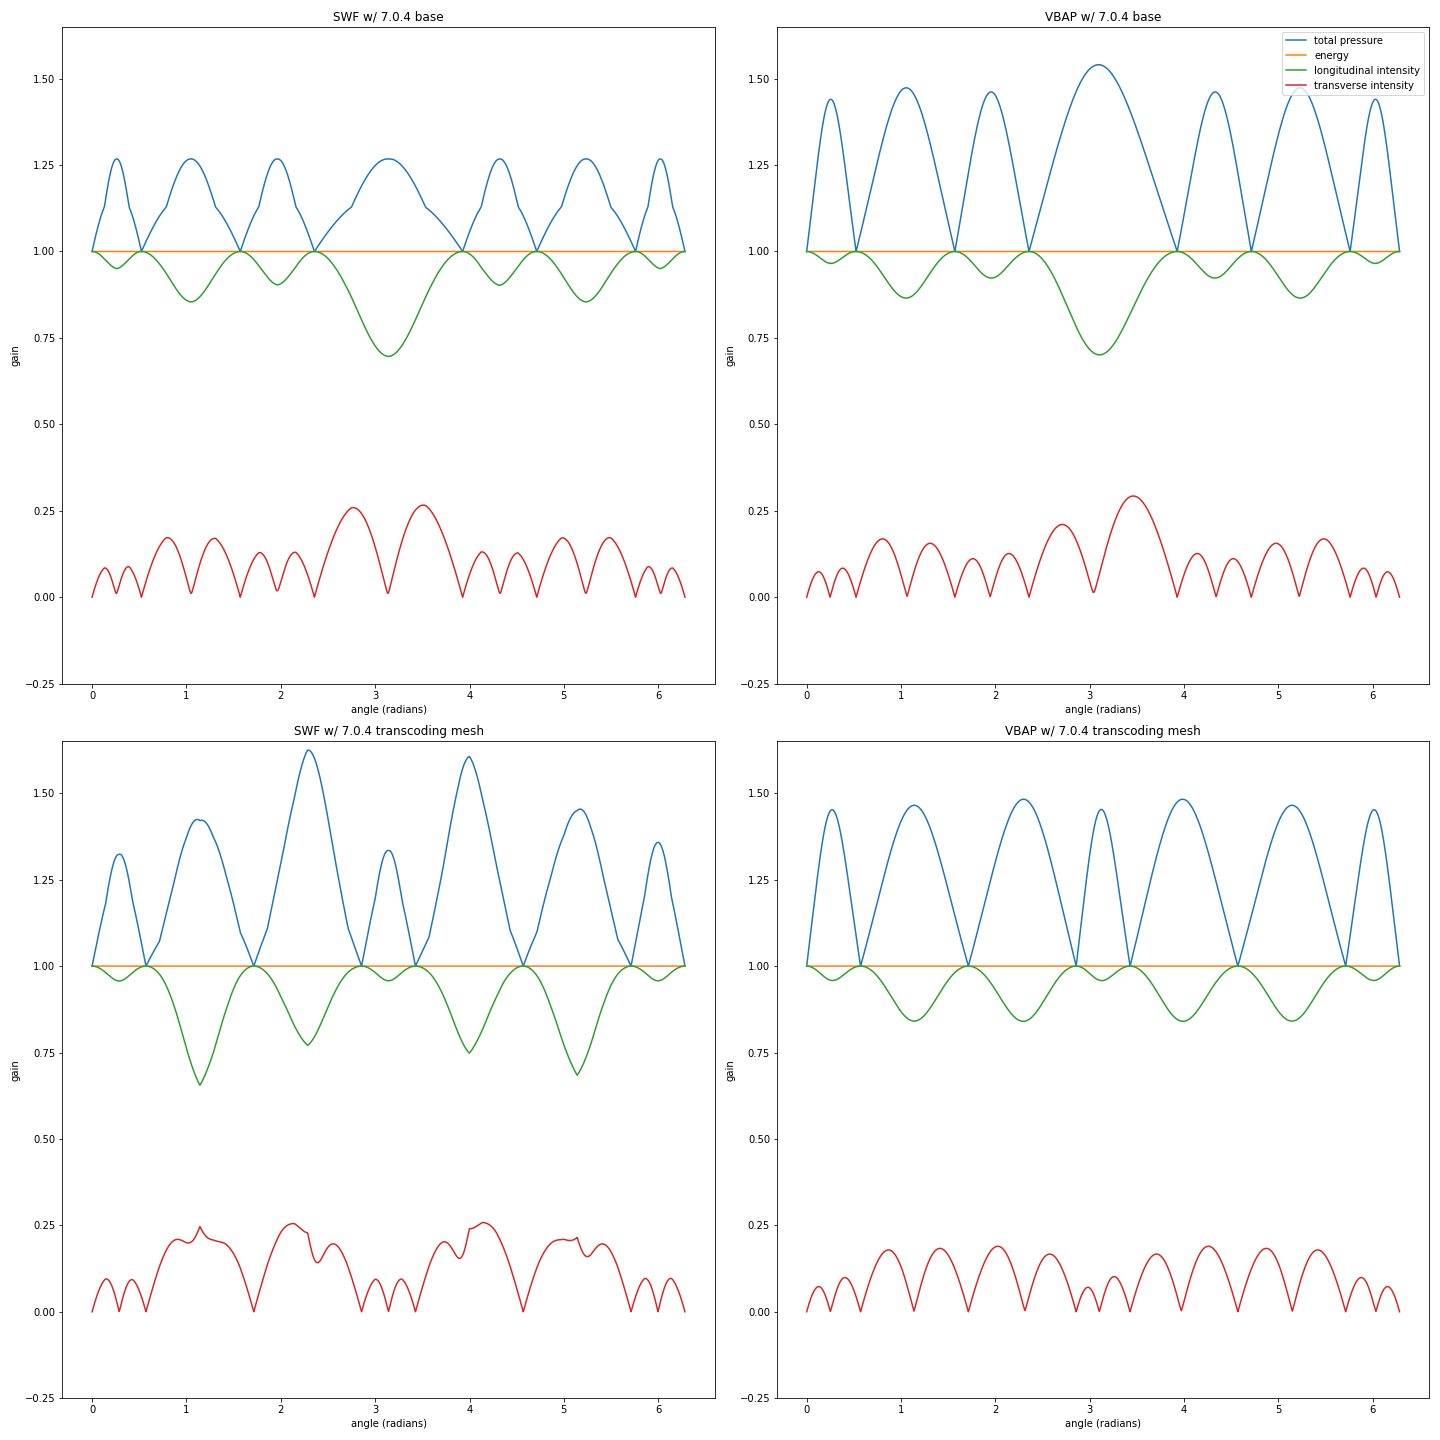 SWF w/ 7.0.4 base
1.50
1.25
1.00
0.75
0.50
0.25
0.00
−0.25
gain
0 1 2 3 4 5 6
angle (radians)
VBAP w/ 7.0.4 base
total pressure
energy
longitudinal intensity
transverse intensity
1.50
1.25
1.00
0.75
0.50
0.25
0.00
−0.25
gain
0 1 2 3 4 5 6
angle (radians)
SWF w/ 7.0.4 transcoding mesh
1.50
1.25
1.00
0.75
0.50
0.25
0.00
−0.25
gain
0 1 2 3 4 5 6
angle (radians)
VBAP w/ 7.0.4 transcoding mesh
1.50
1.25
1.00
0.75
0.50
0.25
0.00
−0.25
gain
0 1 2 3 4 5 6
angle (radians)